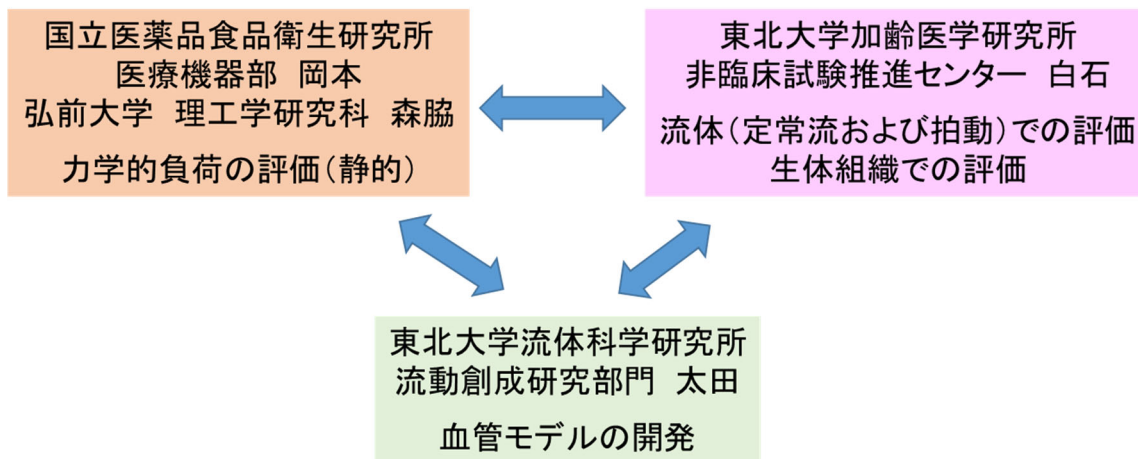 国立医薬品食品衛生研究所
医療機器部　岡本
弘前大学　理工学研究科　森脇
力学的負荷の評価（静的）
東北大学加齢医学研究所
非臨床試験推進センター　白石
流体（定常流および拍動）での評価
生体組織での評価
東北大学流体科学研究所
流動創成研究部門　太田
血管モデルの開発